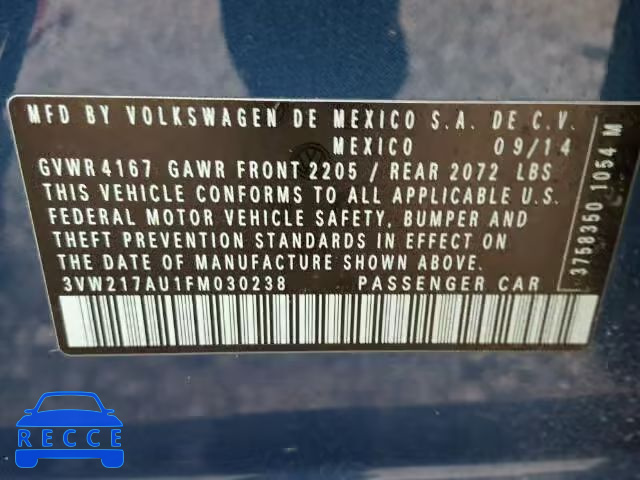 MFD BY VOLKSWAGEN DE MEXICO S.A. DE C.V.
MEXICO 09/14
GVWR 4167 GAWR FRONT 2205 / REAR 2072 LBS
THIS VEHICLE CONFORMS TO ALL APPLICABLE U.S.
FEDERAL MOTOR VEHICLE SAFETY, BUMPER AND
THEFT PREVENTION STANDARDS IN EFFECT ON
THE DATE OF MANUFACTURE SHOWN ABOVE.
3VW217AU1FM030238 PASSENGER CAR
3758350 1054 M
RECCE